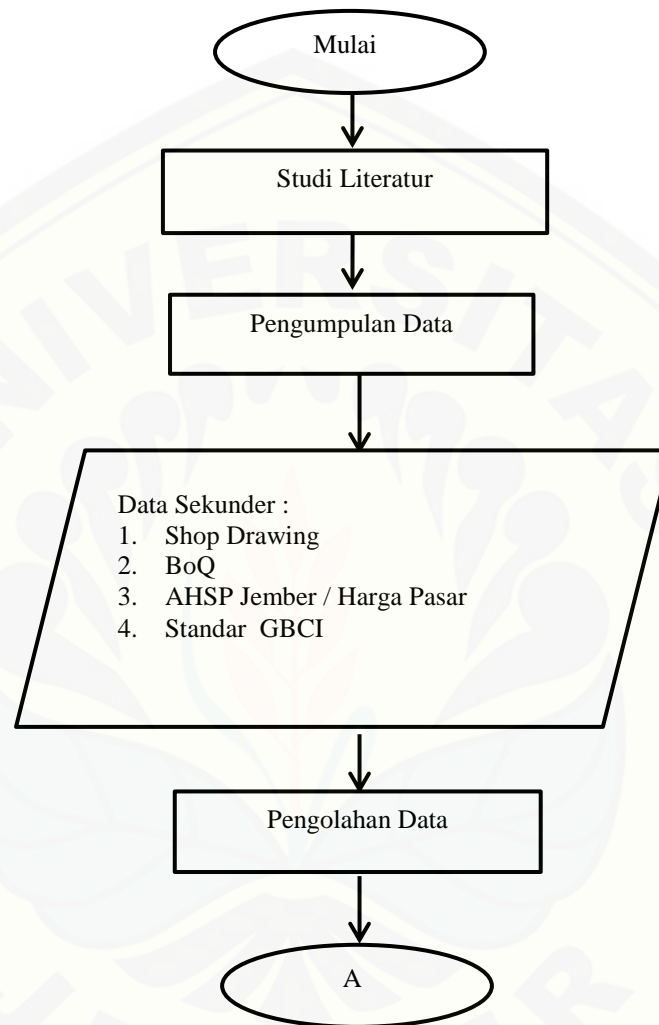 Mulai
Studi Literatur
Pengumpulan Data
Data Sekunder :
1. Shop Drawing
2. BoQ
3. AHSP Jember / Harga Pasar
4. Standar GBCI
Pengolahan Data
A